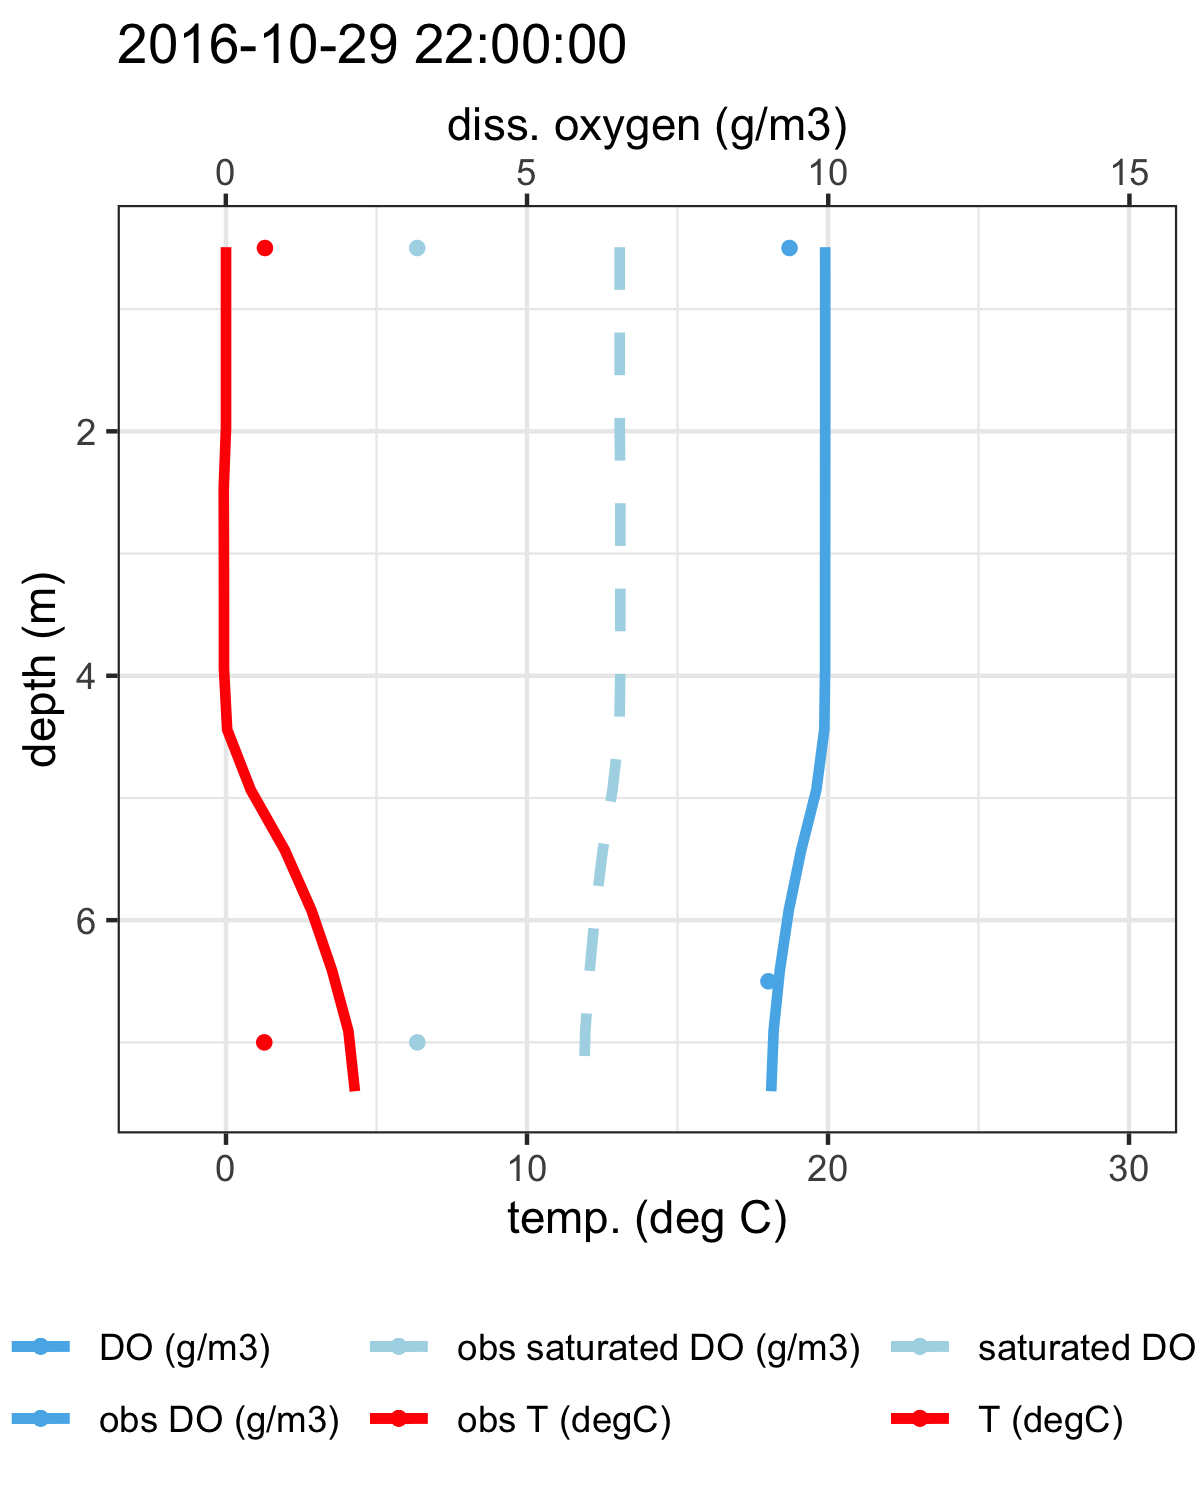 2016-10-29 22:00:00
diss. oxygen (g/m3)
0 5 10 15
2
4
6
depth (m)
0 10 20 30
temp. (deg C)
DO (g/m3) obs saturated DO (g/m3) saturated DO
obs DO (g/m3) obs T (degC) T (degC)